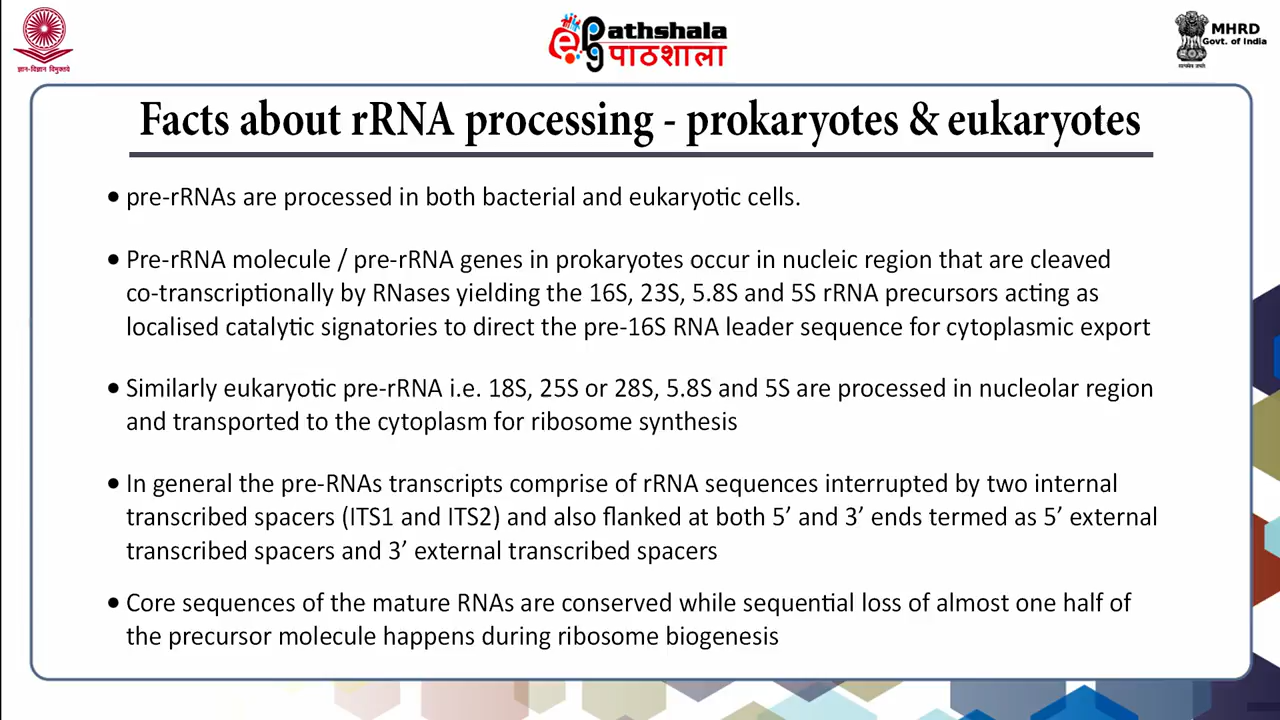 ज्ञान-विज्ञान विमुक्तये
ePG Pathshala
पाठशाला
MHRD
Govt. of India
Facts about rRNA processing - prokaryotes & eukaryotes
• pre-rRNAs are processed in both bacterial and eukaryotic cells.
• Pre-rRNA molecule / pre-rRNA genes in prokaryotes occur in nucleic region that are cleaved
co-transcriptionally by RNases yielding the 16S, 23S, 5.8S and 5S rRNA precursors acting as
localised catalytic signatories to direct the pre-16S RNA leader sequence for cytoplasmic export
• Similarly eukaryotic pre-rRNA i.e. 18S, 25S or 28S, 5.8S and 5S are processed in nucleolar region
and transported to the cytoplasm for ribosome synthesis
• In general the pre-RNAs transcripts comprise of rRNA sequences interrupted by two internal
transcribed spacers (ITS1 and ITS2) and also flanked at both 5’ and 3’ ends termed as 5’ external
transcribed spacers and 3’ external transcribed spacers
• Core sequences of the mature RNAs are conserved while sequential loss of almost one half of
the precursor molecule happens during ribosome biogenesis